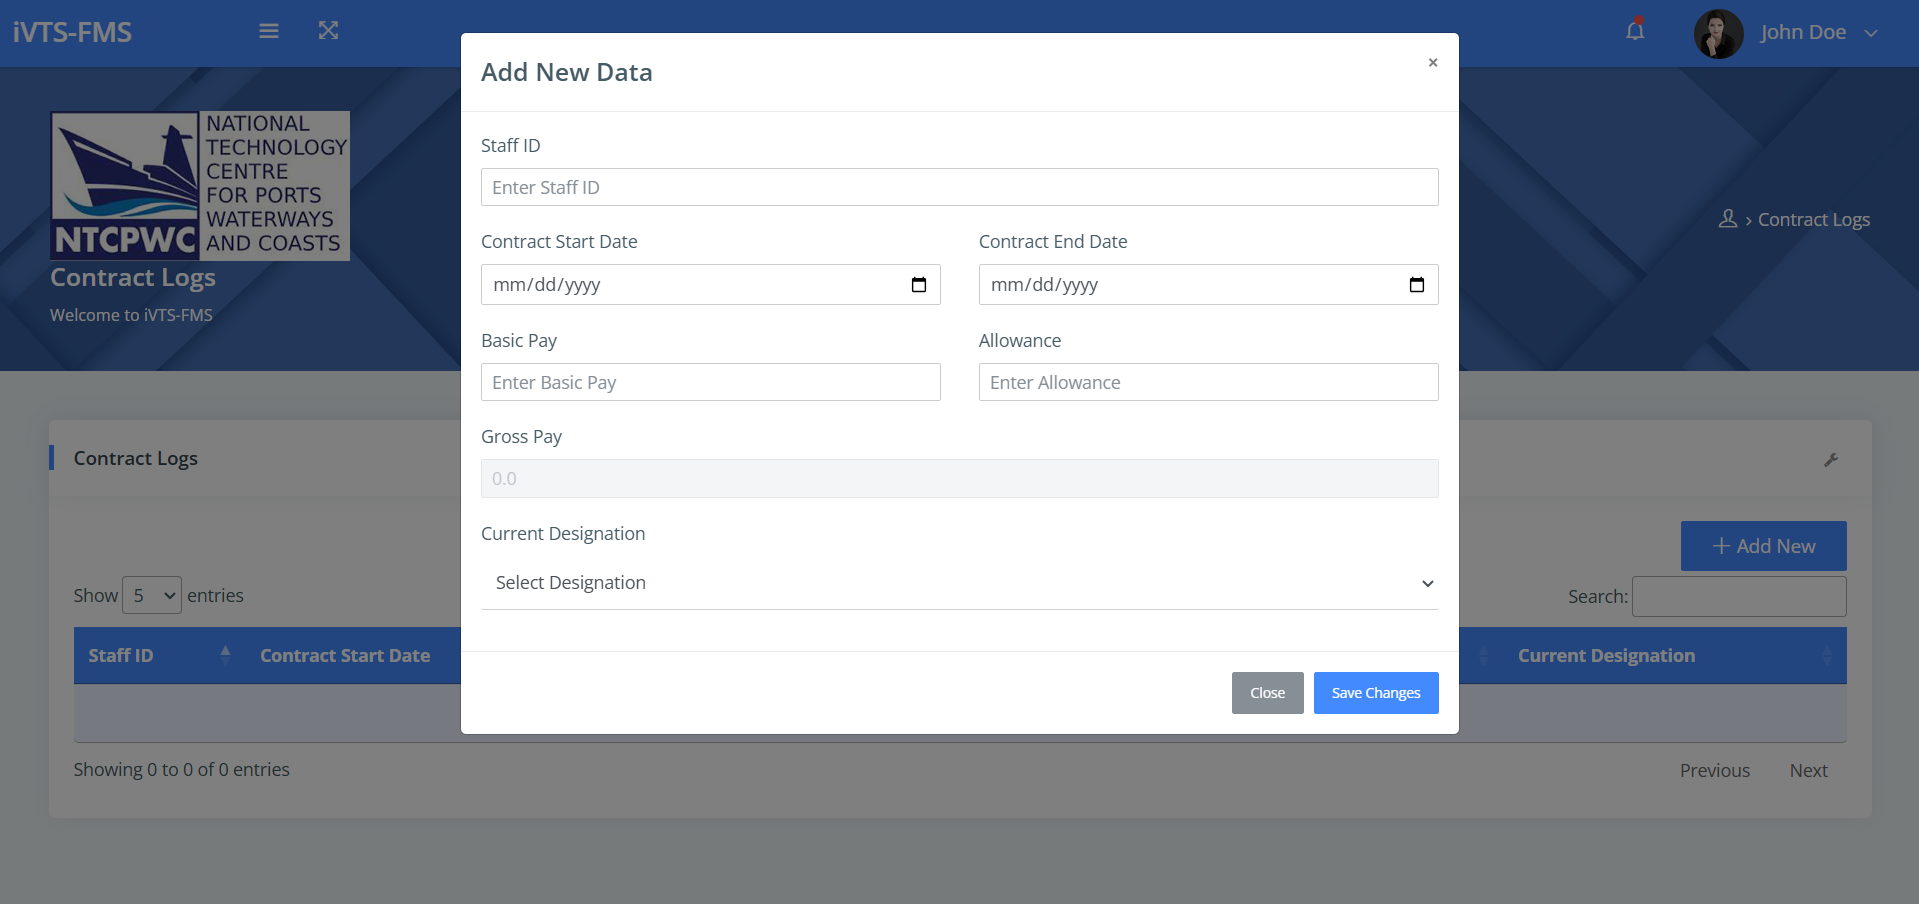 iVTS-FMS
John Doe
NATIONAL
TECHNOLOGY
CENTRE
FOR PORTS
WATERWAYS
AND COASTS
NTCPWC
Contract Logs
Welcome to iVTS-FMS
> Contract Logs
Add New Data
×
Staff ID
Enter Staff ID
Contract Start Date
Contract End Date
mm/dd/yyyy
mm/dd/yyyy
Basic Pay
Allowance
Enter Basic Pay
Enter Allowance
Gross Pay
0.0
Current Designation
Select Designation
Close
Save Changes
Contract Logs
+ Add New
Show 5 entries
Search:
Staff ID
Contract Start Date
Current Designation
Showing 0 to 0 of 0 entries
Previous
Next